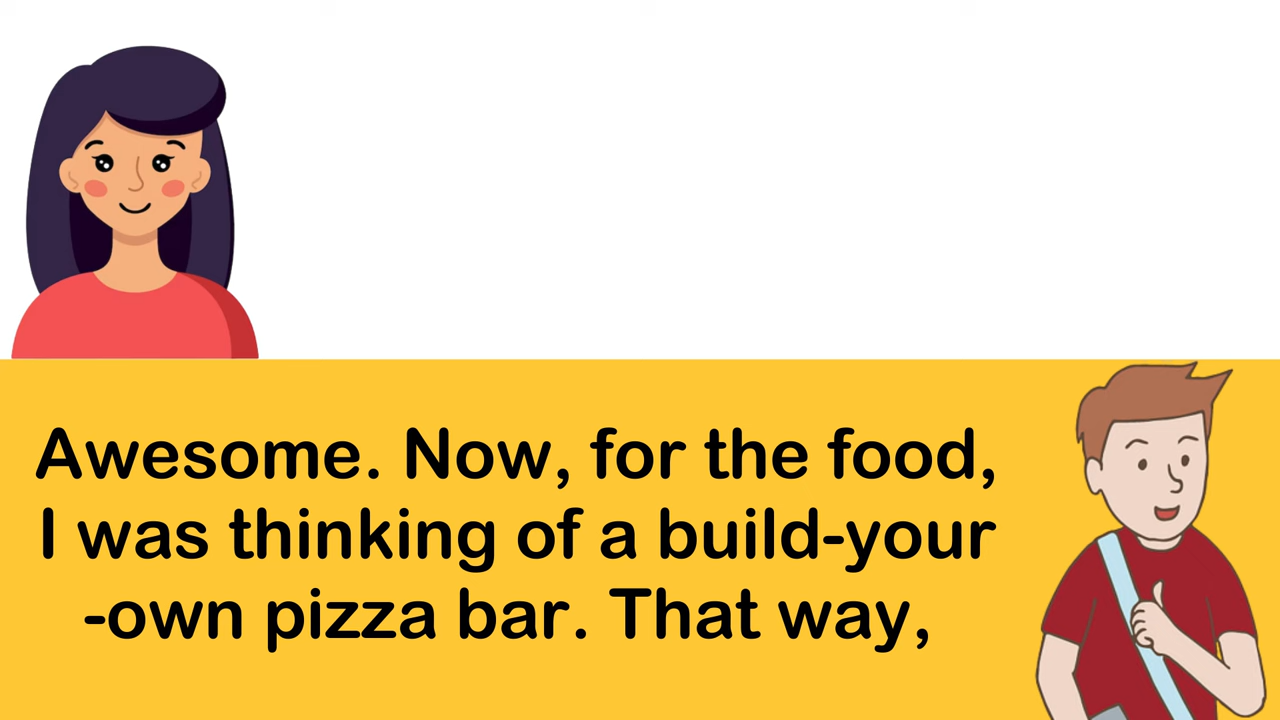 Awesome. Now, for the food,
I was thinking of a build-your
-own pizza bar. That way,